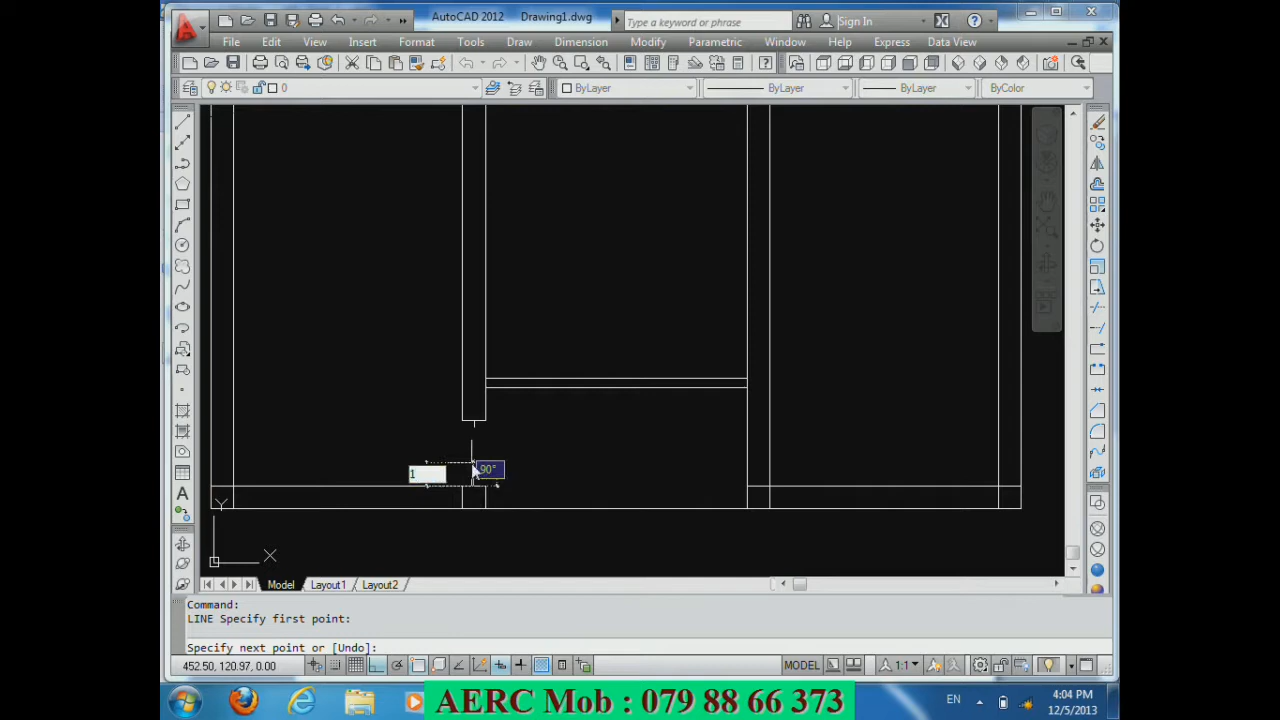 AutoCAD 2012 Drawing1.dwg
Type a keyword or phrase
Sign In
File Edit View Insert Format Tools Draw Dimension Modify Parametric Window Help Express Data View
0
ByLayer
ByLayer
ByLayer
ByColor
1
90°
Y
X
Model Layout1 Layout2
Command:
LINE Specify first point:
Specify next point or [Undo]:
452.50, 120.97, 0.00
MODEL
1:1
AERC Mob : 079 88 66 373
EN
4:04 PM
12/5/2013